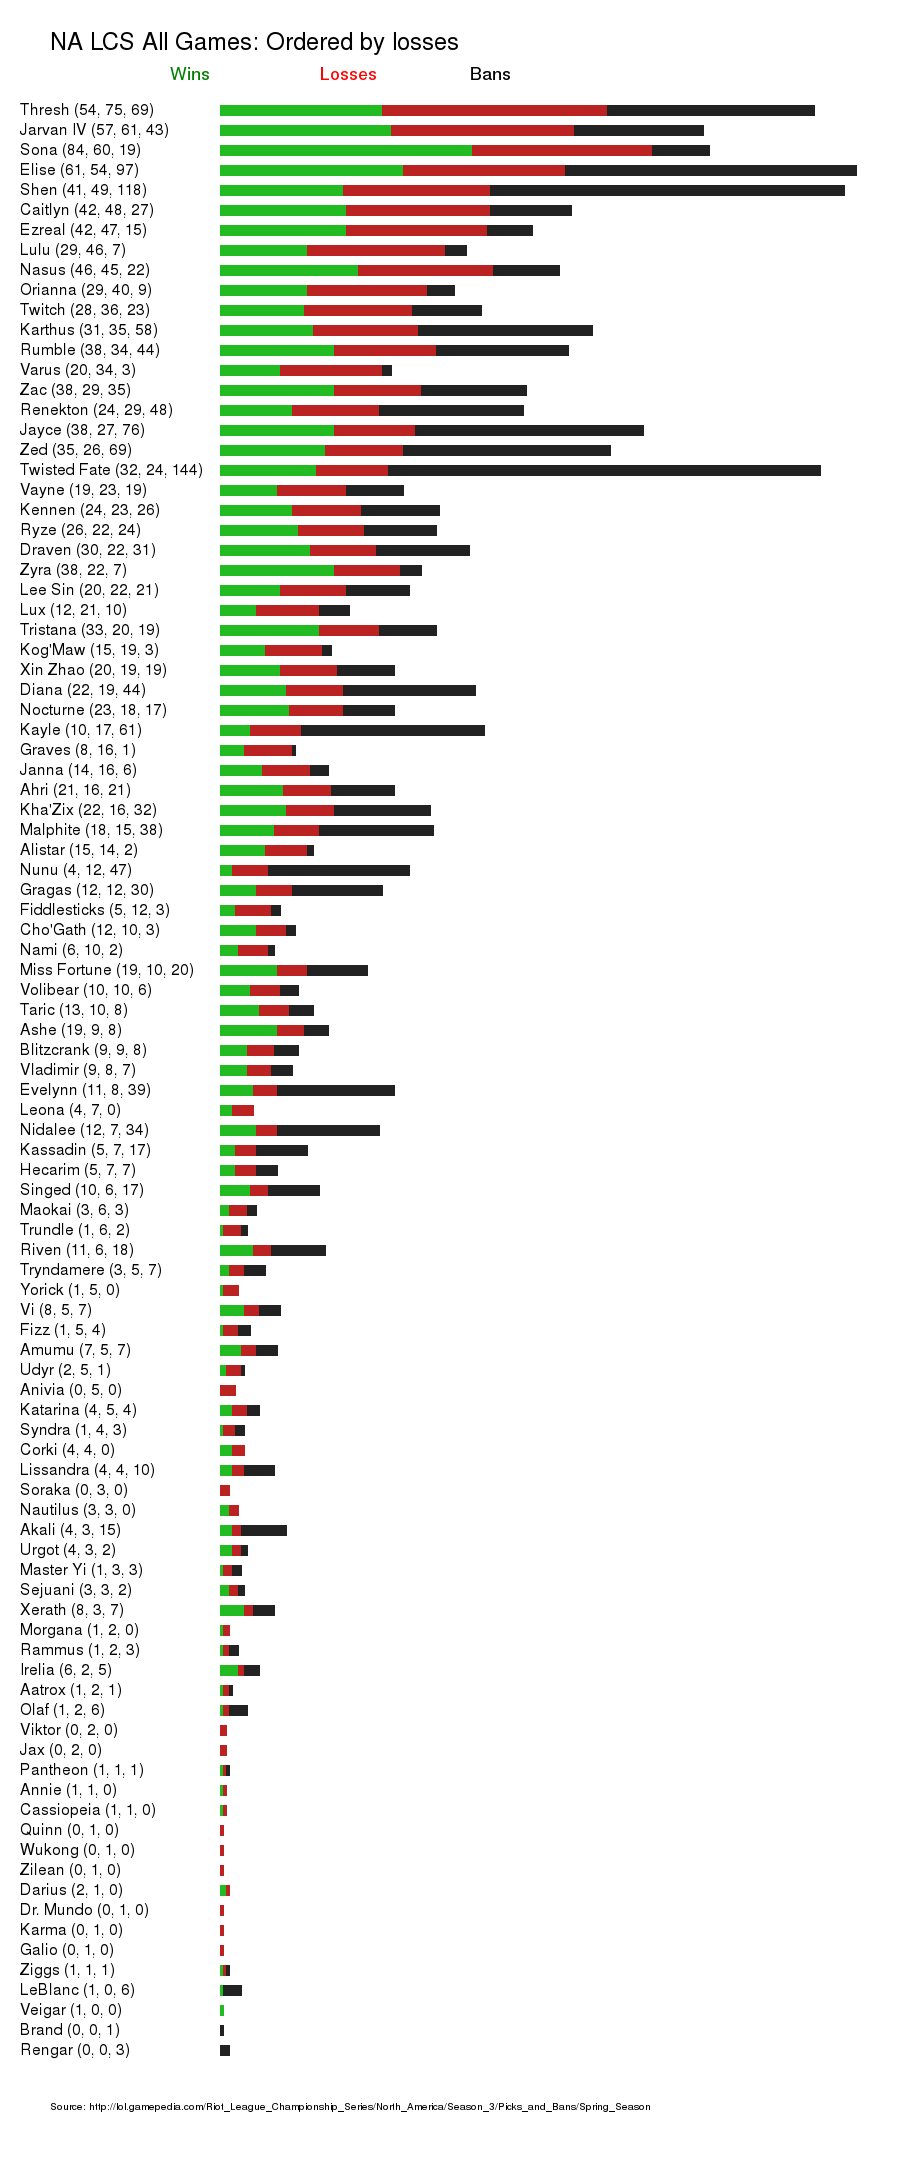 NA LCS All Games: Ordered by losses
Wins Losses Bans
Thresh (54, 75, 69)
Jarvan IV (57, 61, 43)
Sona (84, 60, 19)
Elise (61, 54, 97)
Shen (41, 49, 118)
Caitlyn (42, 48, 27)
Ezreal (42, 47, 15)
Lulu (29, 46, 7)
Nasus (46, 45, 22)
Orianna (29, 40, 9)
Twitch (28, 36, 23)
Karthus (31, 35, 58)
Rumble (38, 34, 44)
Varus (20, 34, 3)
Zac (38, 29, 35)
Renekton (24, 29, 48)
Jayce (38, 27, 76)
Zed (35, 26, 69)
Twisted Fate (32, 24, 144)
Vayne (19, 23, 19)
Kennen (24, 23, 26)
Ryze (26, 22, 24)
Draven (30, 22, 31)
Zyra (38, 22, 7)
Lee Sin (20, 22, 21)
Lux (12, 21, 10)
Tristana (33, 20, 19)
Kog'Maw (15, 19, 3)
Xin Zhao (20, 19, 19)
Diana (22, 19, 44)
Nocturne (23, 18, 17)
Kayle (10, 17, 61)
Graves (8, 16, 1)
Janna (14, 16, 6)
Ahri (21, 16, 21)
Kha'Zix (22, 16, 32)
Malphite (18, 15, 38)
Alistar (15, 14, 2)
Nunu (4, 12, 47)
Gragas (12, 12, 30)
Fiddlesticks (5, 12, 3)
Cho'Gath (12, 10, 3)
Nami (6, 10, 2)
Miss Fortune (19, 10, 20)
Volibear (10, 10, 6)
Taric (13, 10, 8)
Ashe (19, 9, 8)
Blitzcrank (9, 9, 8)
Vladimir (9, 8, 7)
Evelynn (11, 8, 39)
Leona (4, 7, 0)
Nidalee (12, 7, 34)
Kassadin (5, 7, 17)
Hecarim (5, 7, 7)
Singed (10, 6, 17)
Maokai (3, 6, 3)
Trundle (1, 6, 2)
Riven (11, 6, 18)
Tryndamere (3, 5, 7)
Yorick (1, 5, 0)
Vi (8, 5, 7)
Fizz (1, 5, 4)
Amumu (7, 5, 7)
Udyr (2, 5, 1)
Anivia (0, 5, 0)
Katarina (4, 5, 4)
Syndra (1, 4, 3)
Corki (4, 4, 0)
Lissandra (4, 4, 10)
Soraka (0, 3, 0)
Nautilus (3, 3, 0)
Akali (4, 3, 15)
Urgot (4, 3, 2)
Master Yi (1, 3, 3)
Sejuani (3, 3, 2)
Xerath (8, 3, 7)
Morgana (1, 2, 0)
Rammus (1, 2, 3)
Irelia (6, 2, 5)
Aatrox (1, 2, 1)
Olaf (1, 2, 6)
Viktor (0, 2, 0)
Jax (0, 2, 0)
Pantheon (1, 1, 1)
Annie (1, 1, 0)
Cassiopeia (1, 1, 0)
Quinn (0, 1, 0)
Wukong (0, 1, 0)
Zilean (0, 1, 0)
Darius (2, 1, 0)
Dr. Mundo (0, 1, 0)
Karma (0, 1, 0)
Galio (0, 1, 0)
Ziggs (1, 1, 1)
LeBlanc (1, 0, 6)
Veigar (1, 0, 0)
Brand (0, 0, 1)
Rengar (0, 0, 3)
Source: http://lol.gamepedia.com/Riot_League_Championship_Series/North_America/Season_3/Picks_and_Bans/Spring_Season